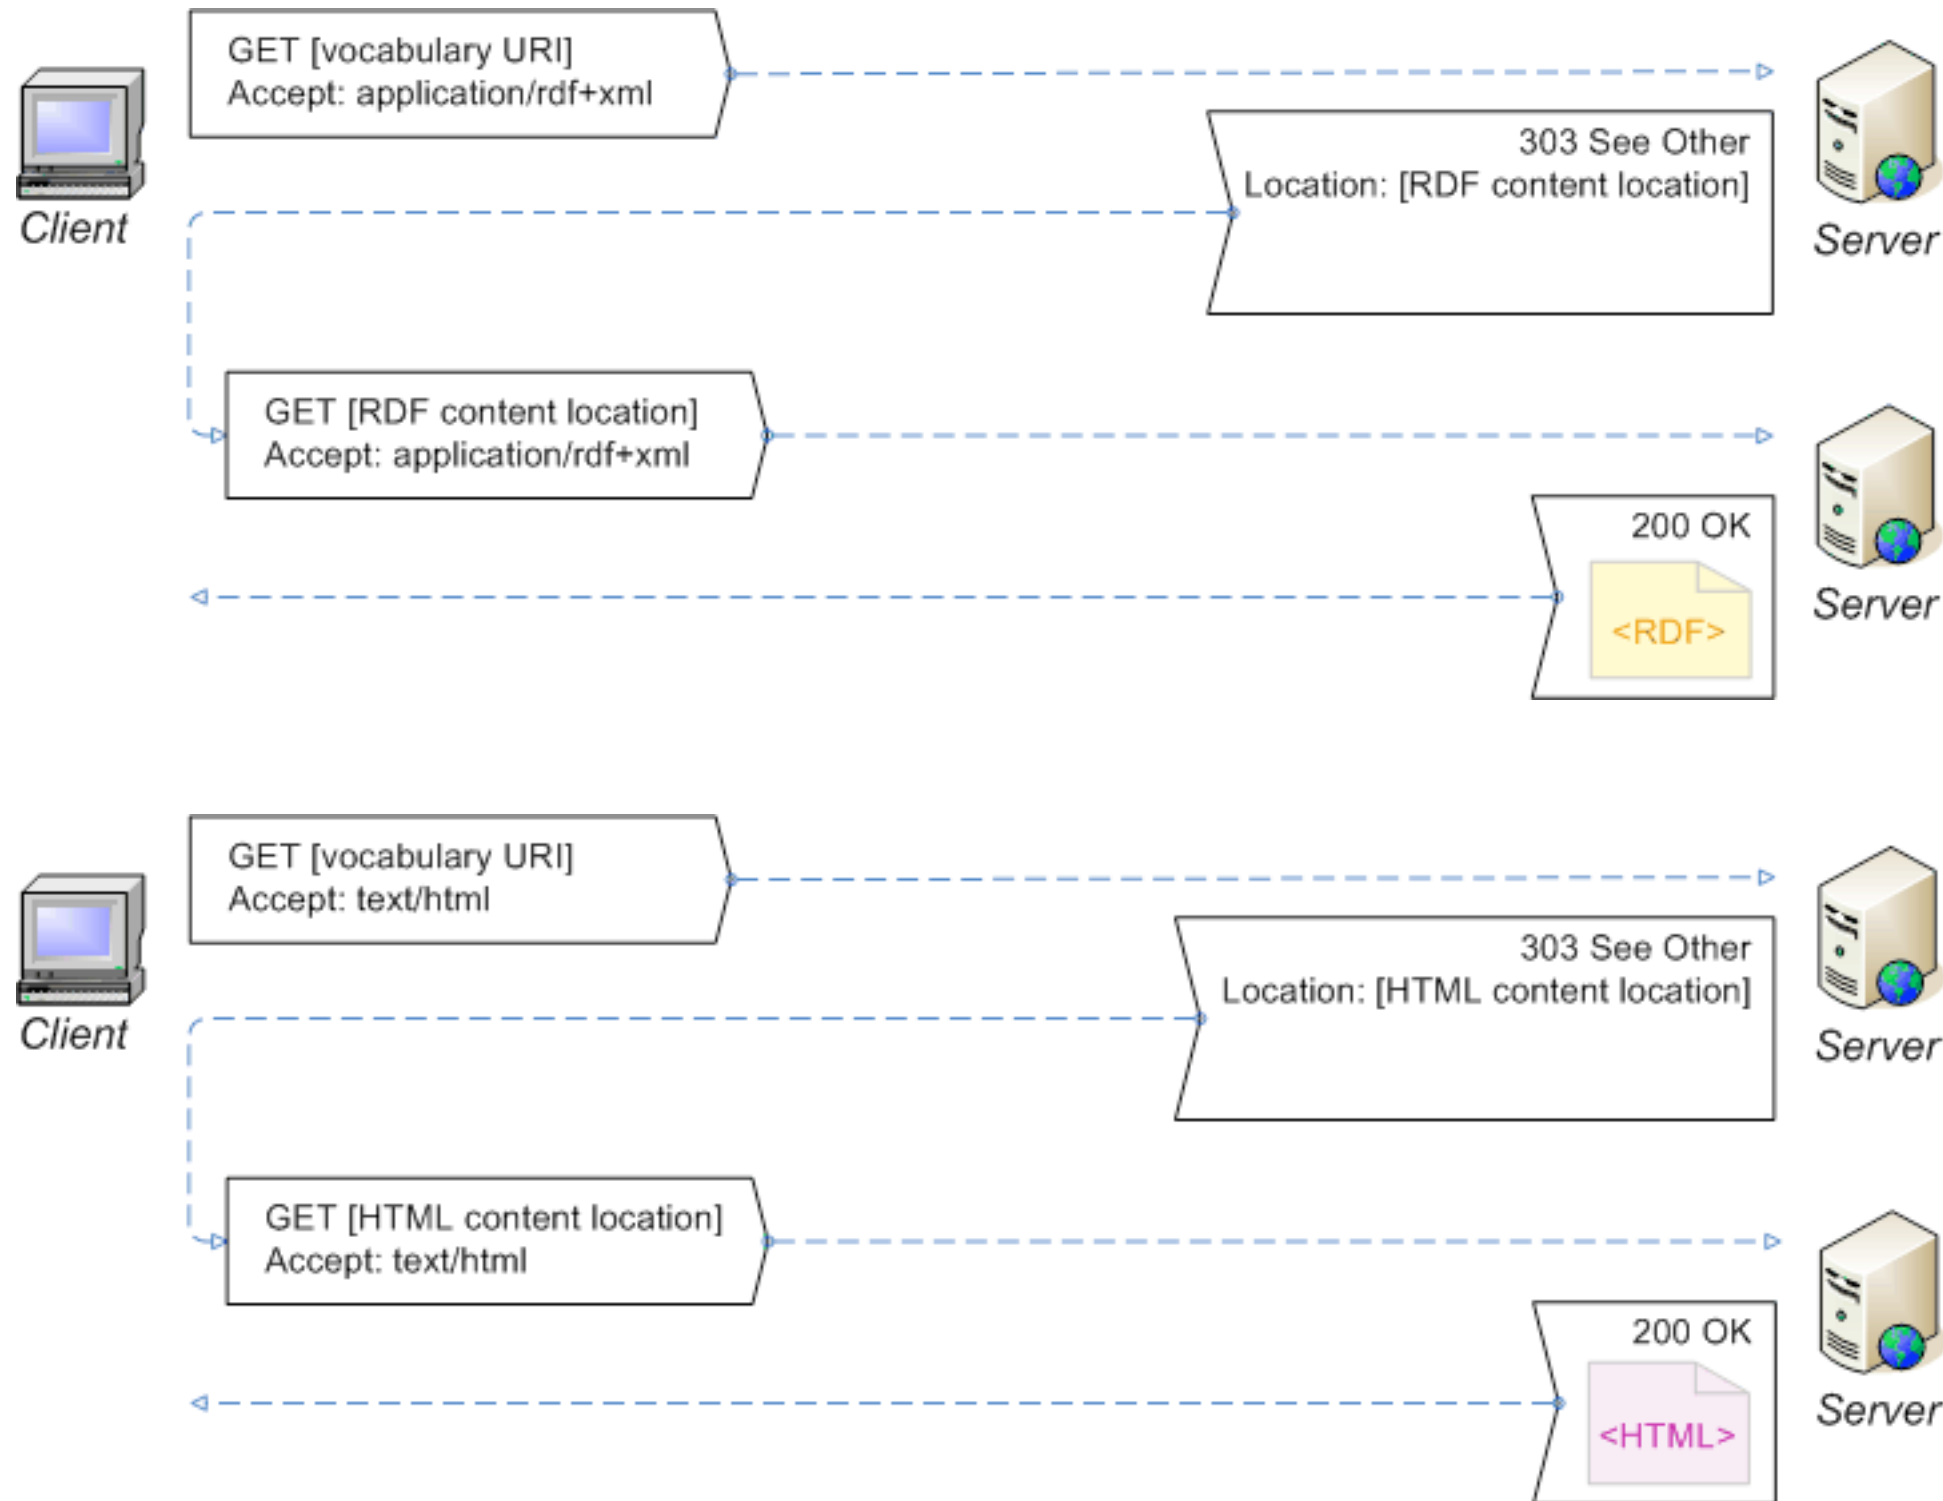 GET [vocabulary URI]
Accept: application/rdf+xml
303 See Other
Location: [RDF content location]
Client
Server
GET [RDF content location]
Accept: application/rdf+xml
200 OK
<RDF>
Server
GET [vocabulary URI]
Accept: text/html
303 See Other
Location: [HTML content location]
Client
Server
GET [HTML content location]
Accept: text/html
200 OK
<HTML>
Server